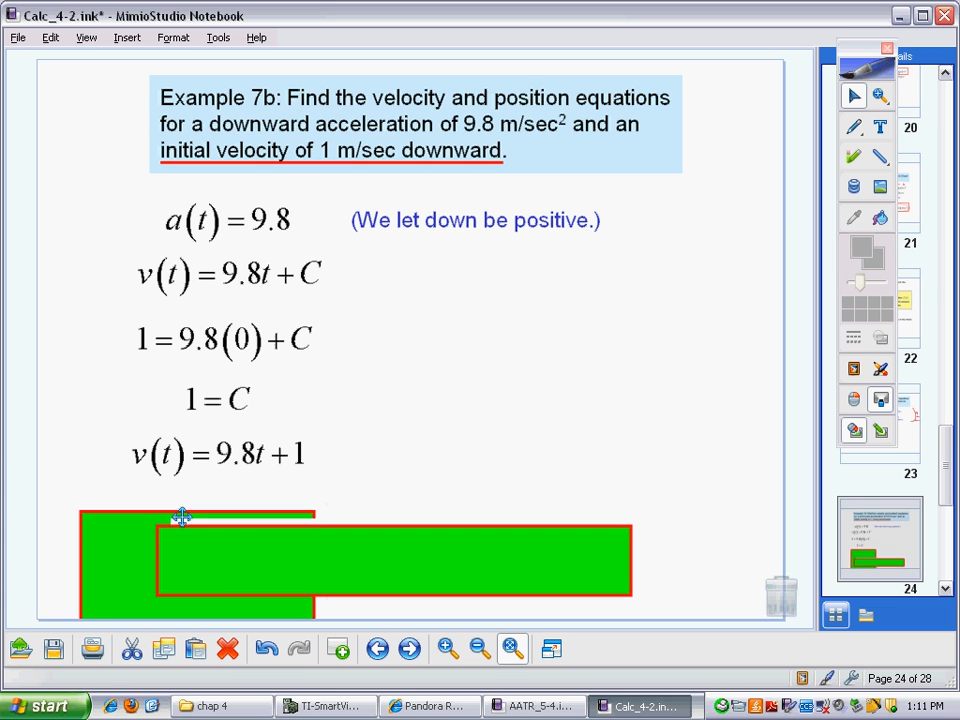 Calc_4-2.ink* - MimioStudio Notebook
File Edit View Insert Format Tools Help
Example 7b: Find the velocity and position equations
for a downward acceleration of 9.8 m/sec² and an
initial velocity of 1 m/sec downward.
a(t) = 9.8 (We let down be positive.)
v(t) = 9.8t + C
1 = 9.8(0) + C
1 = C
v(t) = 9.8t + 1
ails
20
21
22
23
24
Page 24 of 28
start
chap 4
TI-SmartVi...
Pandora R...
AATR_5-4.i...
Calc_4-2.in...
1:11 PM